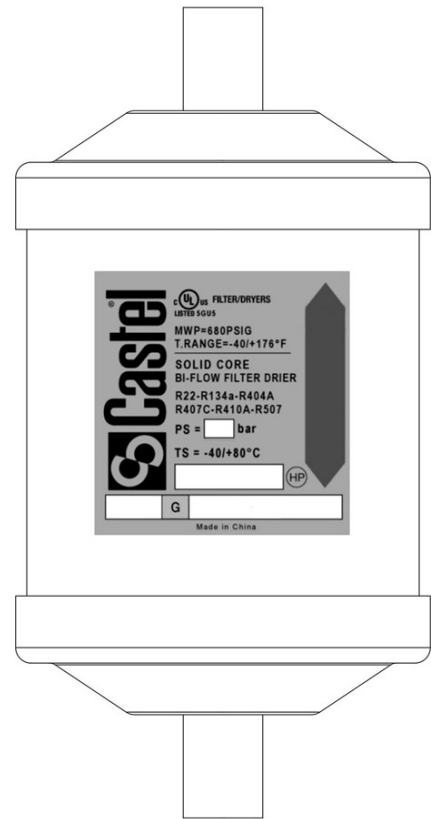 ® Castel
c UL us FILTER/DRYERS
LISTED SGUS
MWP=680PSIG
T.RANGE=-40/+176°F
SOLID CORE
BI-FLOW FILTER DRIER
R22-R134a-R404A
R407C-R410A-R507
PS = bar
TS = -40/+80°C
HP
G
Made in China